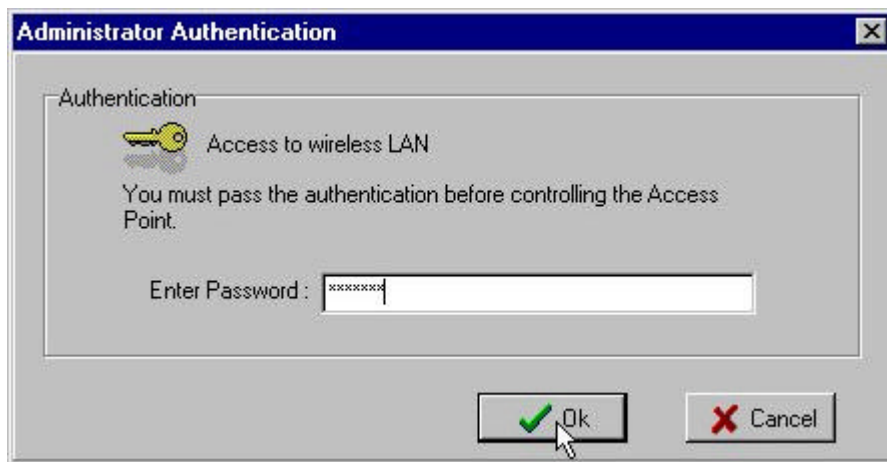 Administrator Authentication
Authentication
Access to wireless LAN
You must pass the authentication before controlling the Access
Point.
Enter Password : *******
Ok
Cancel